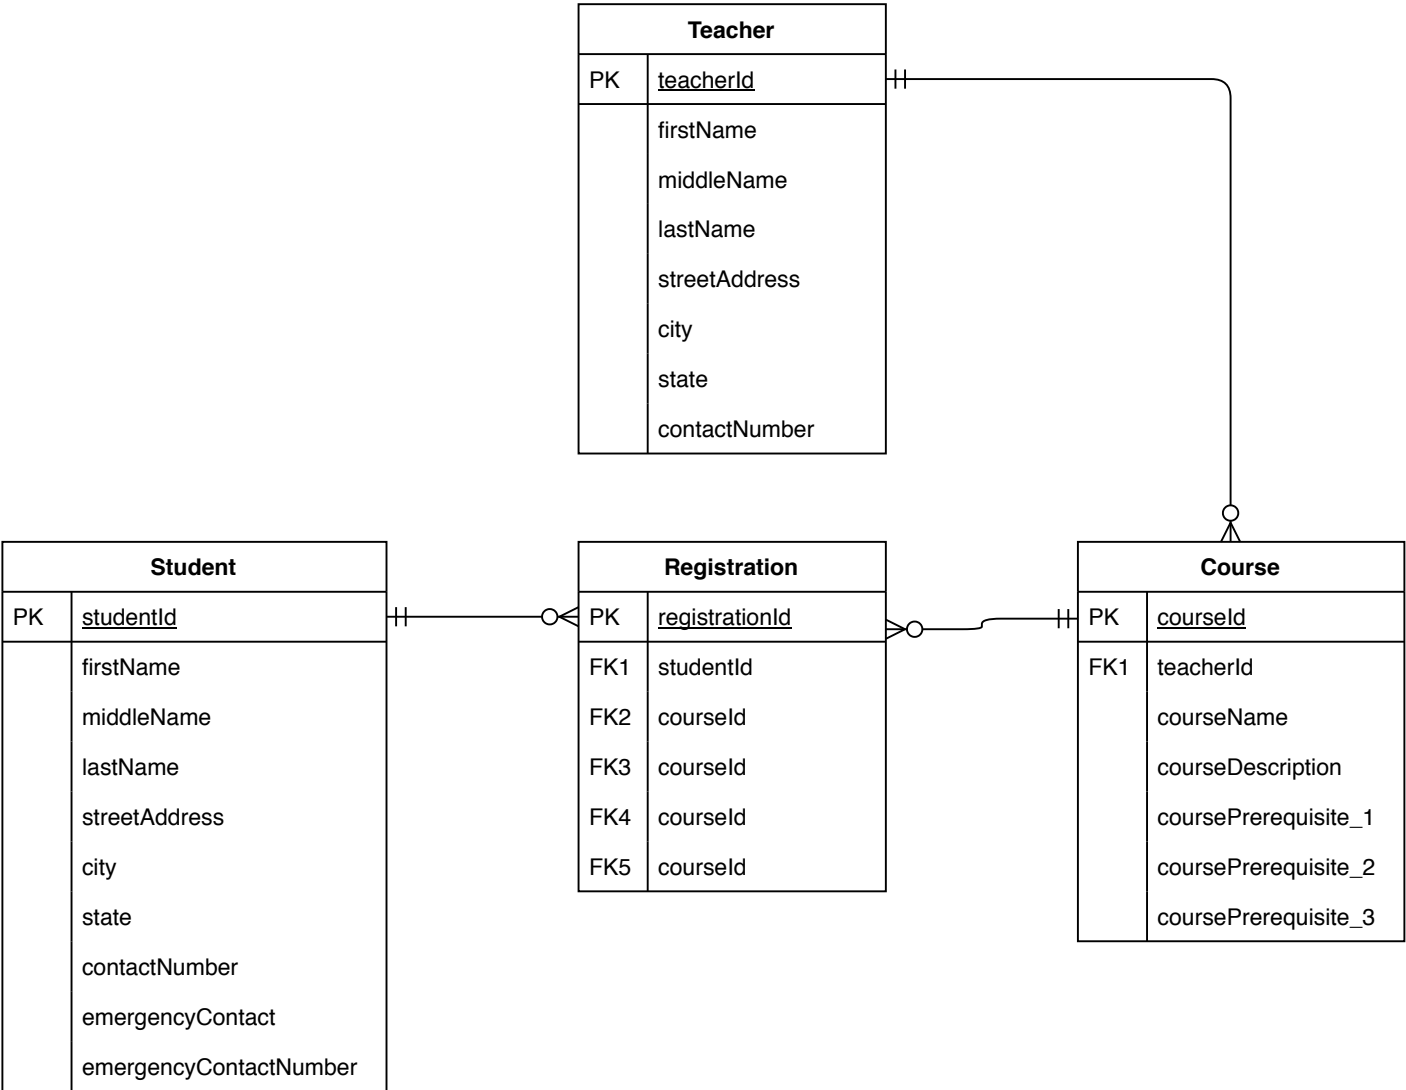 Teacher
PK teacherId
firstName
middleName
lastName
streetAddress
city
state
contactNumber
Student
PK studentId
firstName
middleName
lastName
streetAddress
city
state
contactNumber
emergencyContact
emergencyContactNumber
Registration
PK registrationId
FK1 studentId
FK2 courseId
FK3 courseId
FK4 courseId
FK5 courseId
Course
PK courseId
FK1 teacherId
courseName
courseDescription
coursePrerequisite_1
coursePrerequisite_2
coursePrerequisite_3